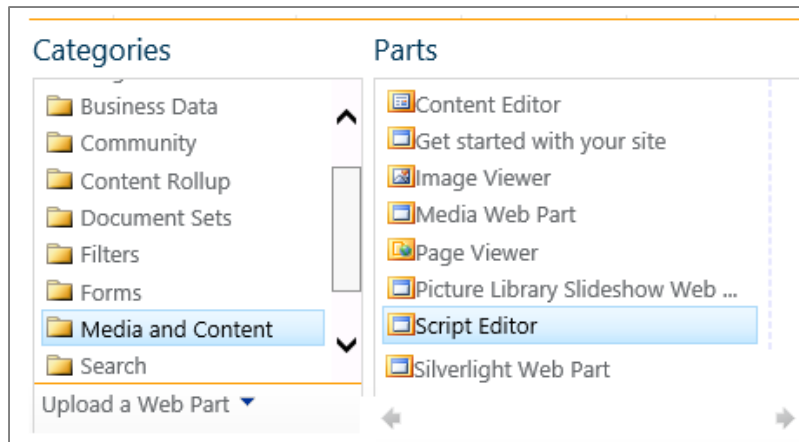 Categories
Business Data
Community
Content Rollup
Document Sets
Filters
Forms
Media and Content
Search
Upload a Web Part
Parts
Content Editor
Get started with your site
Image Viewer
Media Web Part
Page Viewer
Picture Library Slideshow Web ...
Script Editor
Silverlight Web Part